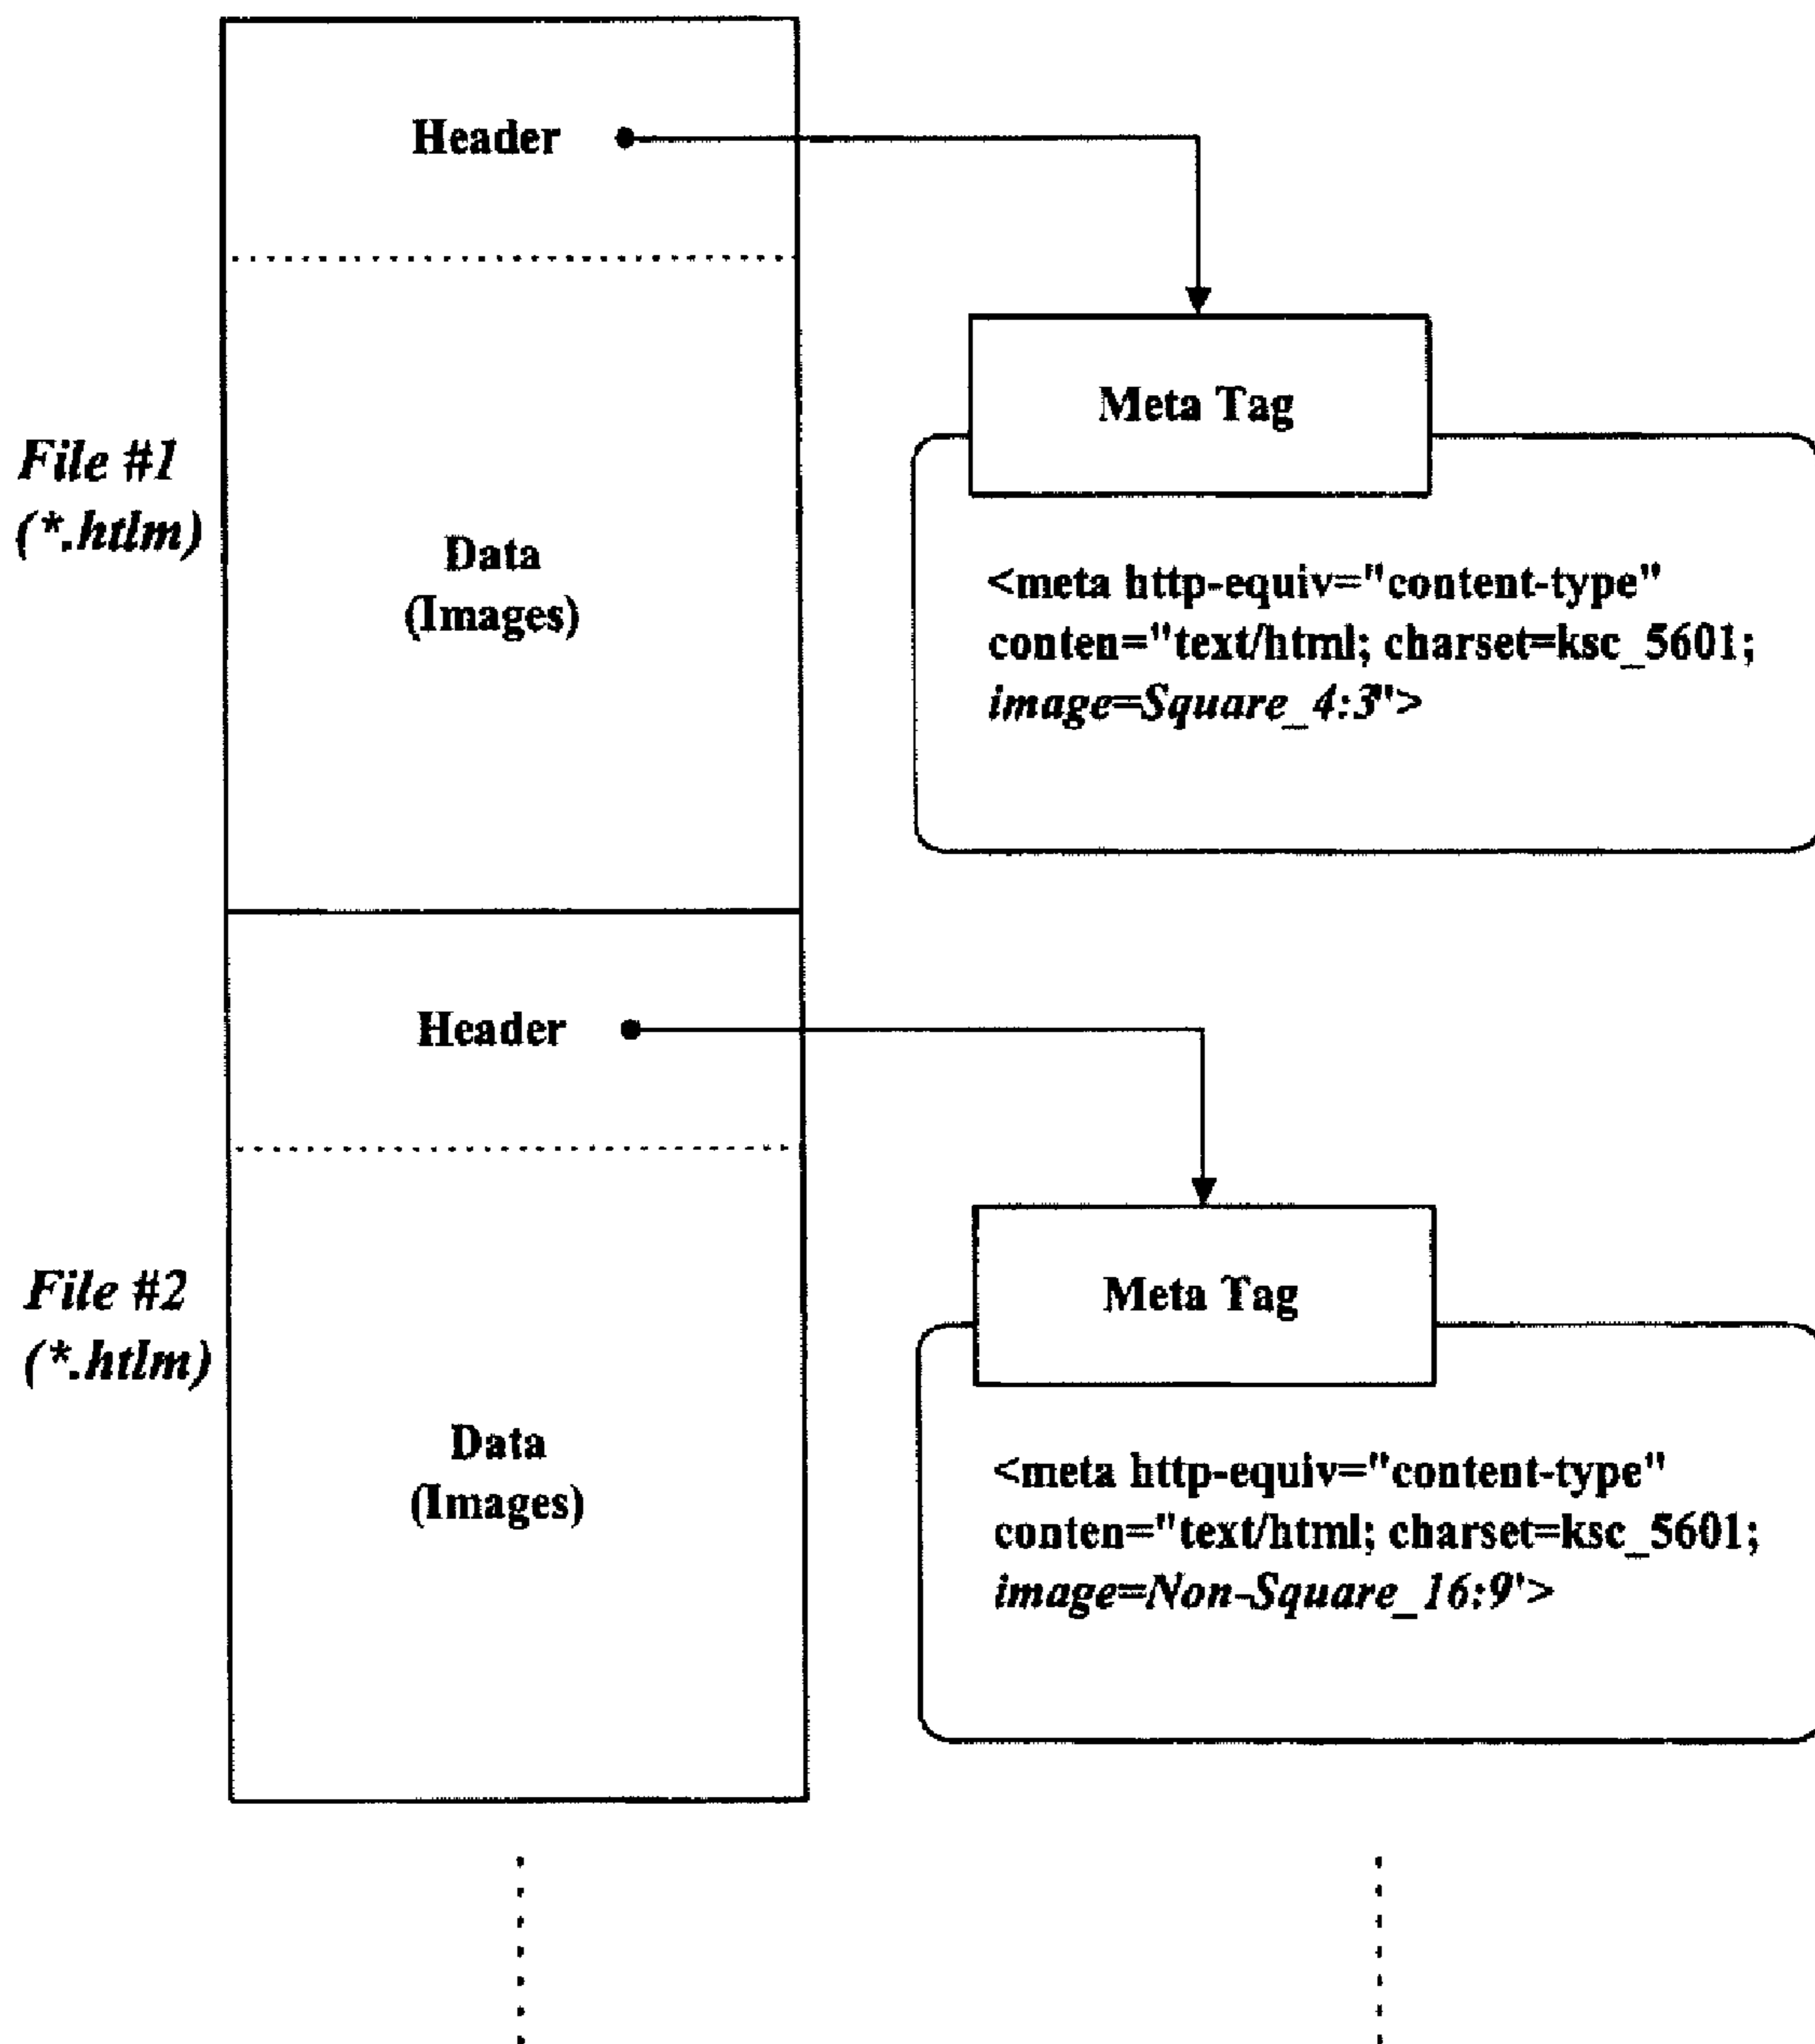 Header
Meta Tag
File #1
(*.htlm)
Data
(Images)
<meta http-equiv="content-type"
conten="text/html; charset=ksc_5601;
image=Square_4:3">
Header
Meta Tag
File #2
(*.htlm)
Data
(Images)
<meta http-equiv="content-type"
conten="text/html; charset=ksc_5601;
image=Non-Square_16:9'>